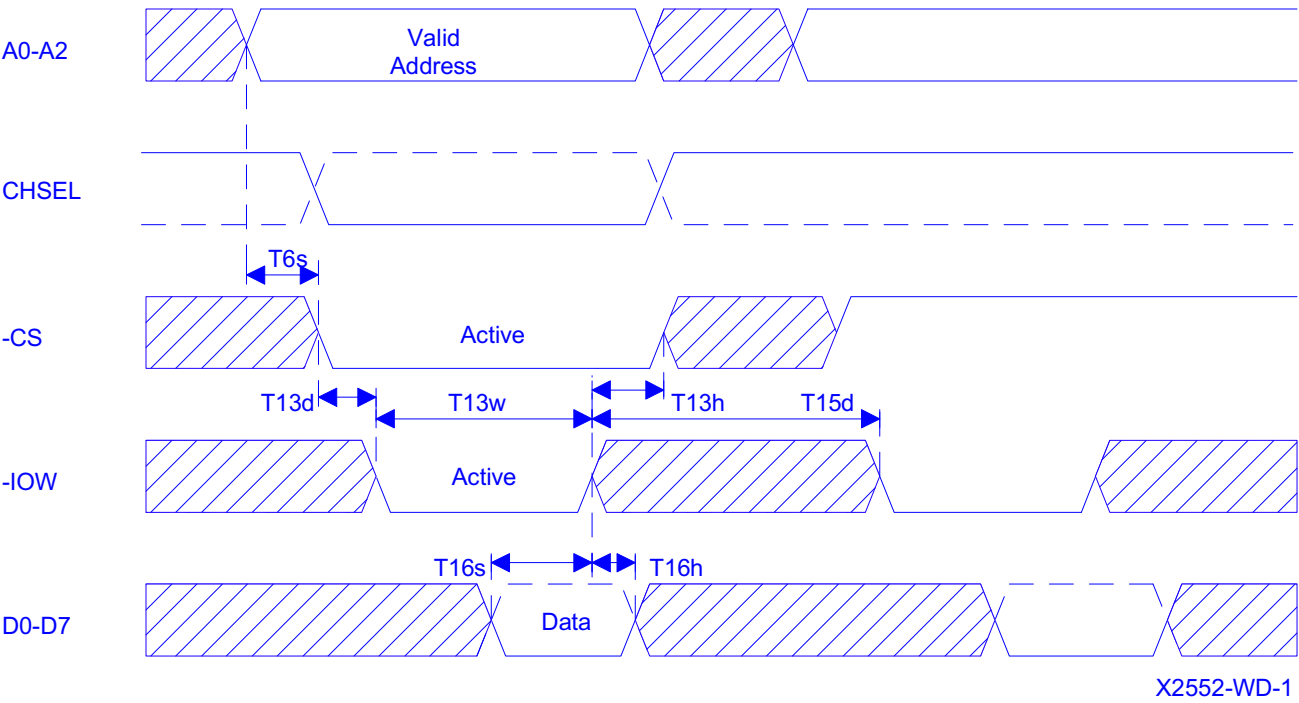 A0-A2
Valid
Address
CHSEL
T6s
-CS
Active
T13d
T13w
T13h
T15d
-IOW
Active
T16s
T16h
D0-D7
Data
X2552-WD-1